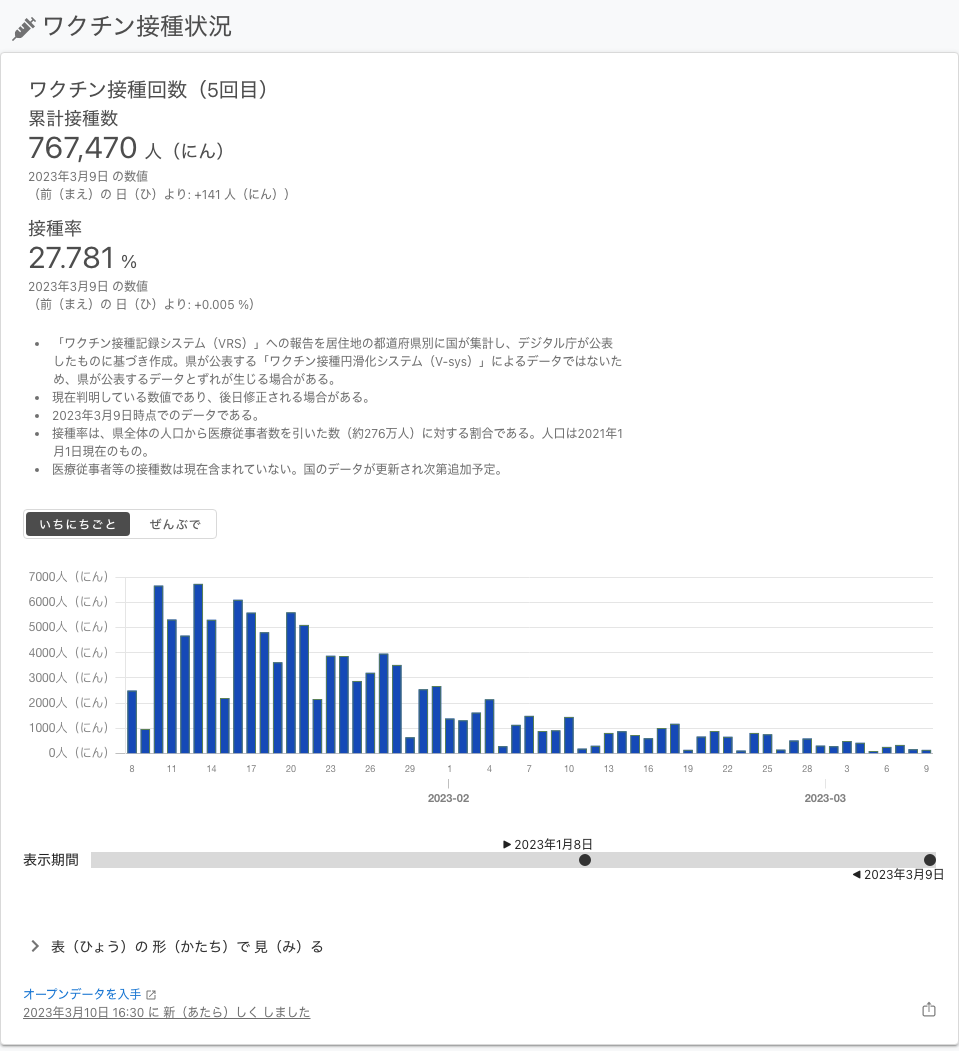 ワクチン接種状況
ワクチン接種回数（5回目）
累計接種数
767,470 人（にん）
2023年3月9日 の数値
（前（まえ）の 日（ひ）より: +141 人（にん））
接種率
27.781 %
2023年3月9日 の数値
（前（まえ）の 日（ひ）より: +0.005 %）
• 「ワクチン接種記録システム（VRS）」への報告を居住地の都道府県別に国が集計し、デジタル庁が公表
したものに基づき作成。県が公表する「ワクチン接種円滑化システム（V-sys）」によるデータではないた
め、県が公表するデータとずれが生じる場合がある。
• 現在判明している数値であり、後日修正される場合がある。
• 2023年3月9日時点でのデータである。
• 接種率は、県全体の人口から医療従事者数を引いた数（約276万人）に対する割合である。人口は2021年1
月1日現在のもの。
• 医療従事者等の接種数は現在含まれていない。国のデータが更新され次第追加予定。
いちにちごと ぜんぶで
7000人（にん）
6000人（にん）
5000人（にん）
4000人（にん）
3000人（にん）
2000人（にん）
1000人（にん）
0人（にん）
8 11 14 17 20 23 26 29 1 4 7 10 13 16 19 22 25 28 3 6 9
2023-02 2023-03
▶ 2023年1月8日
表示期間
◀ 2023年3月9日
表（ひょう）の 形（かたち）で 見（み）る
オープンデータを入手
2023年3月10日 16:30 に 新（あたら）しく しました